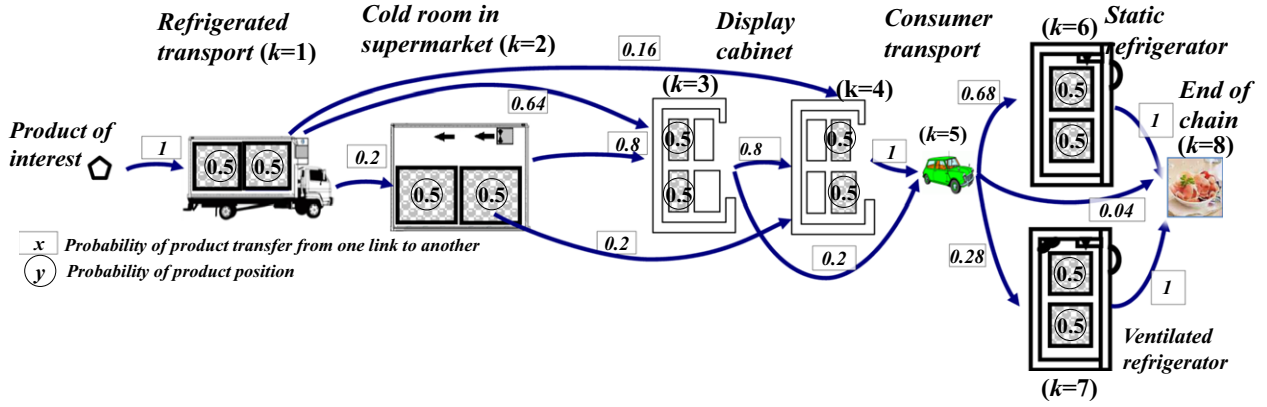 Refrigerated
transport (k=1)
Cold room in
supermarket (k=2)
Display
cabinet
Consumer
transport
(k=6)
Static
refrigerator
0.16
(k=3)
(k=4)
0.64
0.68
End of
chain
(k=8)
Product of
interest
1
0.5
0.5
0.2
0.5
0.5
0.8
0.5
0.5
0.8
0.5
0.5
1
(k=5)
0.5
0.5
1
0.04
0.2
0.2
0.28
0.5
0.5
1
x Probability of product transfer from one link to another
y Probability of product position
Ventilated
refrigerator
(k=7)